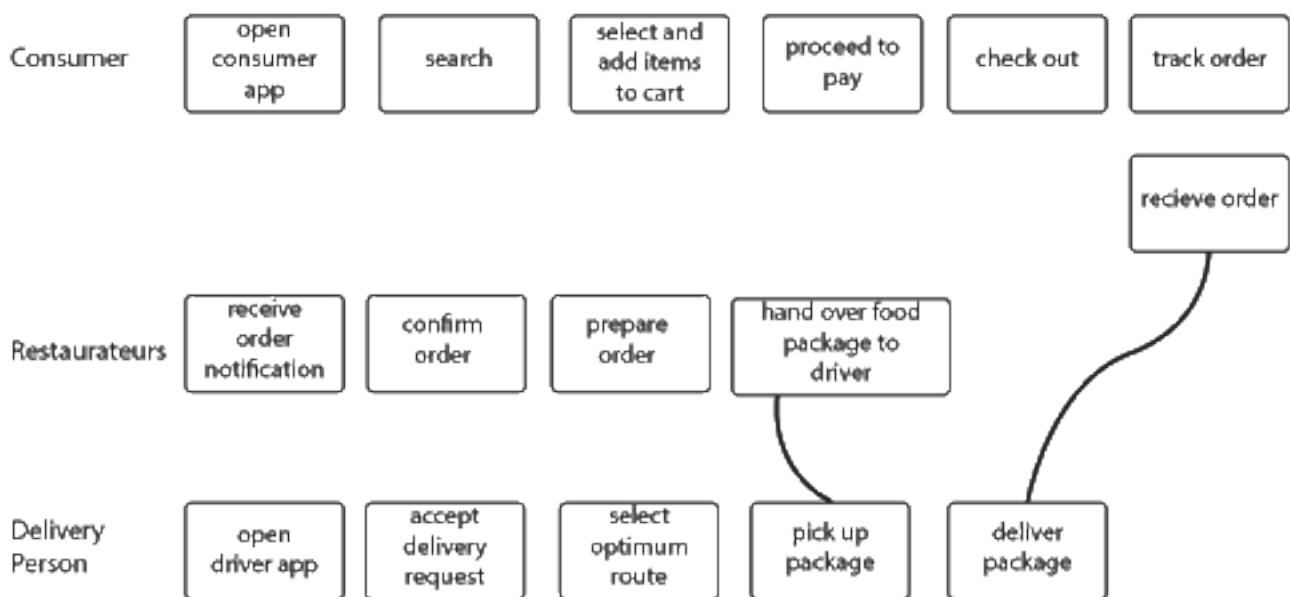 Consumer
open
consumer
app
search
select and
add items
to cart
proceed to
pay
check out
track order
recieve order
Restaurateurs
receive
order
notification
confirm
order
prepare
order
hand over food
package to
driver
Delivery
Person
open
driver app
accept
delivery
request
select
optimum
route
pick up
package
deliver
package